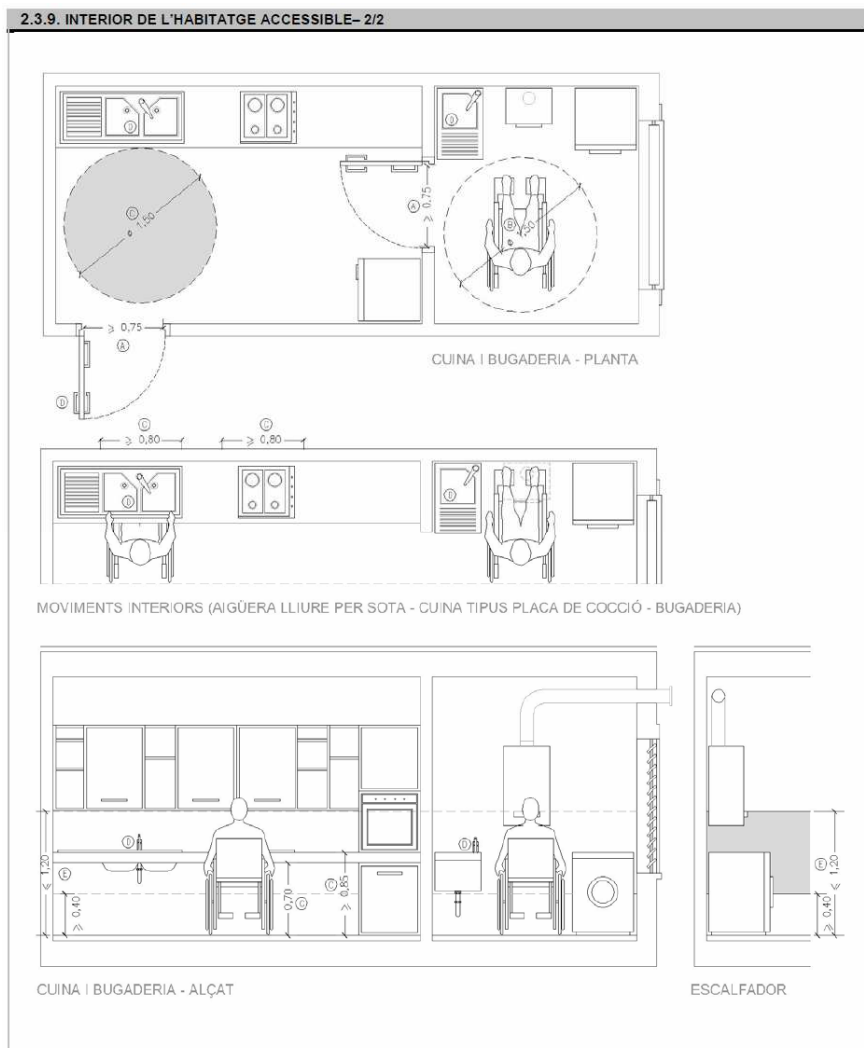 2.3.9. INTERIOR DE L'HABITATGE ACCESSIBLE– 2/2
D
D
C
1,50
A
≥ 0,75
B
1,50
≥ 0,75
A
D
CUINA I BUGADERIA - PLANTA
C
C
≥ 0,80
≥ 0,80
D
D
MOVIMENTS INTERIORS (AIGÜERA LLIURE PER SOTA - CUINA TIPUS PLACA DE COCCIÓ - BUGADERIA)
D
D
≤ 1,20
E
≥ 0,40
0,70
C
C
≥ 0,85
E
≤ 1,20
≥ 0,40
CUINA I BUGADERIA - ALÇAT
ESCALFADOR